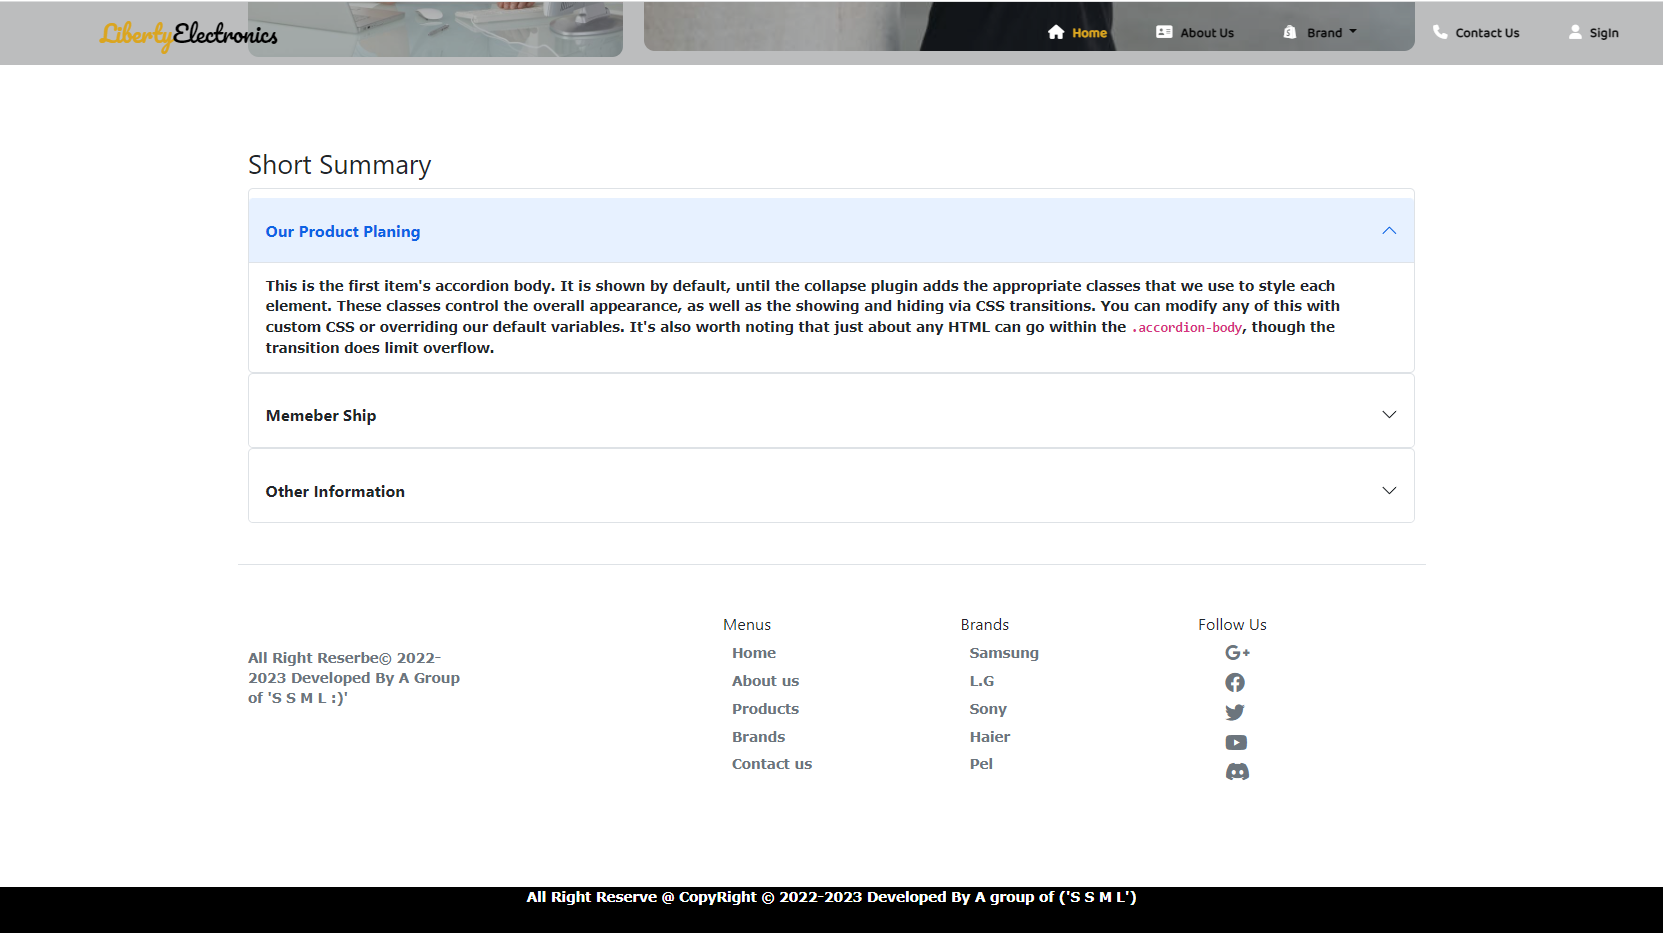 LibertyElectronics
Home
About Us
Brand
Contact Us
SigIn
Short Summary
Our Product Planing
This is the first item's accordion body. It is shown by default, until the collapse plugin adds the appropriate classes that we use to style each
element. These classes control the overall appearance, as well as the showing and hiding via CSS transitions. You can modify any of this with
custom CSS or overriding our default variables. It's also worth noting that just about any HTML can go within the .accordion-body, though the
transition does limit overflow.
Memeber Ship
Other Information
All Right Reserbe© 2022-
2023 Developed By A Group
of 'S S M L :)'
Menus
Home
About us
Products
Brands
Contact us
Brands
Samsung
L.G
Sony
Haier
Pel
Follow Us
G+
All Right Reserve @ CopyRight © 2022-2023 Developed By A group of ('S S M L')